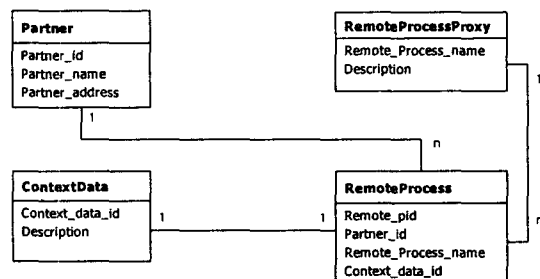 Partner
Partner_id
Partner_name
Partner_address
RemoteProcessProxy
Remote_Process_name
Description
1
1
n
ContextData
Context_data_id
Description
1
1
RemoteProcess
Remote_pid
Partner_id
Remote_Process_name
Context_data_id
n